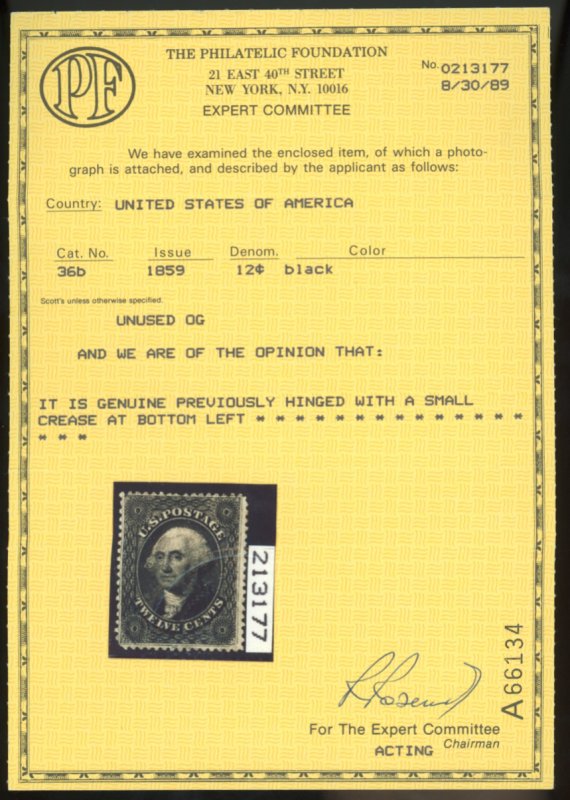 PF
THE PHILATELIC FOUNDATION
21 EAST 40TH STREET
NEW YORK, N.Y. 10016
EXPERT COMMITTEE
No. 0213177
8/30/89
We have examined the enclosed item, of which a photo-
graph is attached, and described by the applicant as follows:
Country: UNITED STATES OF AMERICA
Cat. No. Issue Denom. Color
36b 1859 12¢ black
Scott's unless otherwise specified.
UNUSED OG
AND WE ARE OF THE OPINION THAT:
IT IS GENUINE PREVIOUSLY HINGED WITH A SMALL
CREASE AT BOTTOM LEFT * * * * * * * * * * * * * * * *
* * *
U.S. POSTAGE
TWELVE CENTS
213177
For The Expert Committee
ACTING Chairman
A66134